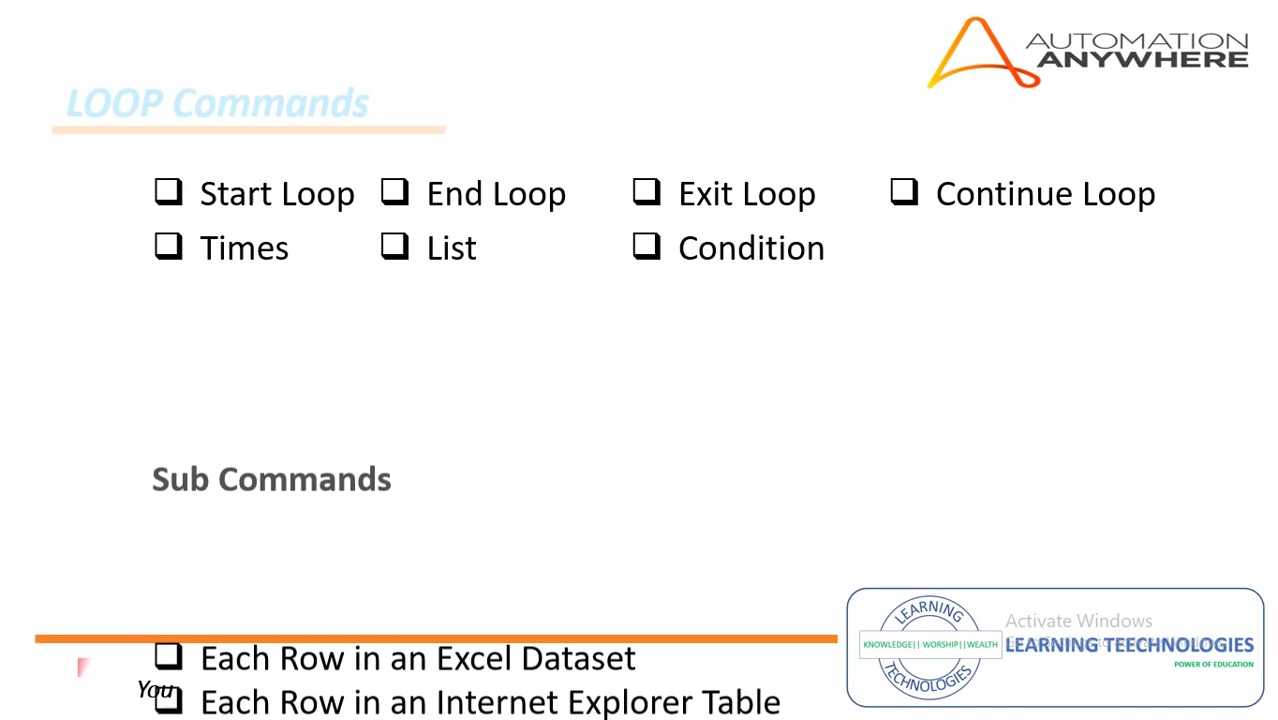 AUTOMATION
ANYWHERE
LOOP Commands
❑ Start Loop ❑ End Loop ❑ Exit Loop ❑ Continue Loop
❑ Times ❑ List ❑ Condition
Sub Commands
❑ Each Row in an Excel Dataset
❑ Each Row in an Internet Explorer Table
You
LEARNING
KNOWLEDGE|| WORSHIP||WEALTH
TECHNOLOGIES
Activate Windows
LEARNING TEECHNOLOGIES
POWER OF EDUCATION